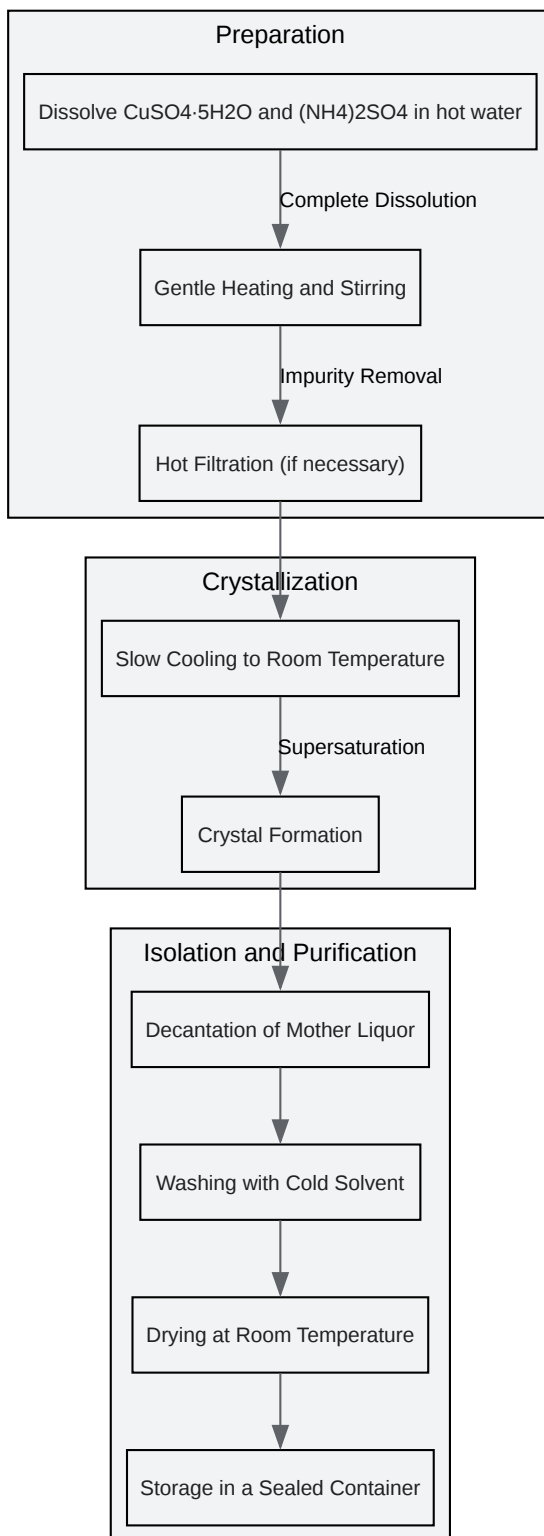 Preparation
Dissolve CuSO4·5H2O and (NH4)2SO4 in hot water
Complete Dissolution
Gentle Heating and Stirring
Impurity Removal
Hot Filtration (if necessary)
Crystallization
Slow Cooling to Room Temperature
Supersaturation
Crystal Formation
Isolation and Purification
Decantation of Mother Liquor
Washing with Cold Solvent
Drying at Room Temperature
Storage in a Sealed Container